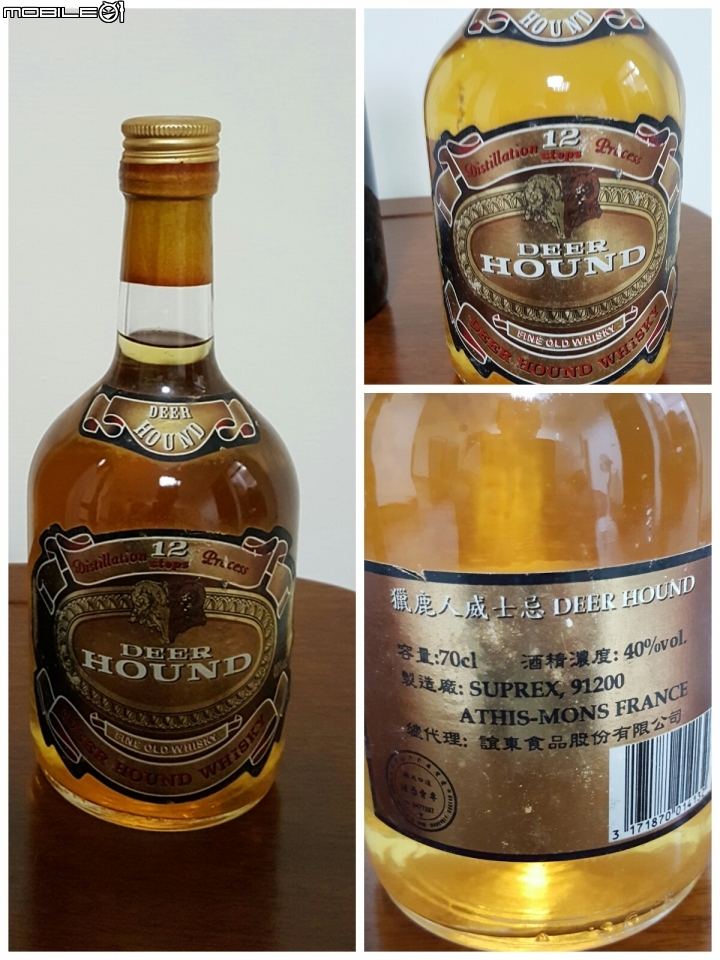 MOBILE01
DEER
HOUND
Distillation 12 steps Process
DEER
HOUND
FINE OLD WHISKY
DEER HOUND WHISKY
HOUND
Distillation 12 steps Process
DEER
HOUND
FINE OLD WHISKY
DEER HOUND WHISKY
獵鹿人威士忌 DEER HOUND
容量:70cl 酒精濃度: 40%vol.
製造廠: SUPREX, 91200
ATHIS-MONS FRANCE
總代理: 誼東食品股份有限公司